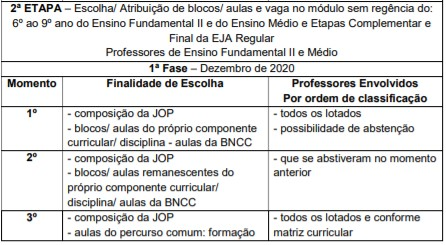 2ª ETAPA – Escolha/ Atribuição de blocos/ aulas e vaga no módulo sem regência do:
6º ao 9º ano do Ensino Fundamental II e do Ensino Médio e Etapas Complementar e
Final da EJA Regular
Professores de Ensino Fundamental II e Médio
1ª Fase – Dezembro de 2020
Momento
Finalidade de Escolha
Professores Envolvidos
Por ordem de classificação
1º
- composição da JOP
- blocos/ aulas do próprio componente
curricular/ disciplina - aulas da BNCC
- todos os lotados
- possibilidade de abstenção
2º
- composição da JOP
- blocos/ aulas remanescentes do
próprio componente curricular/
disciplina/ aulas da BNCC
- que se abstiveram no momento
anterior
3º
- composição da JOP
- aulas do percurso comum: formação
- todos os lotados e conforme
matriz curricular